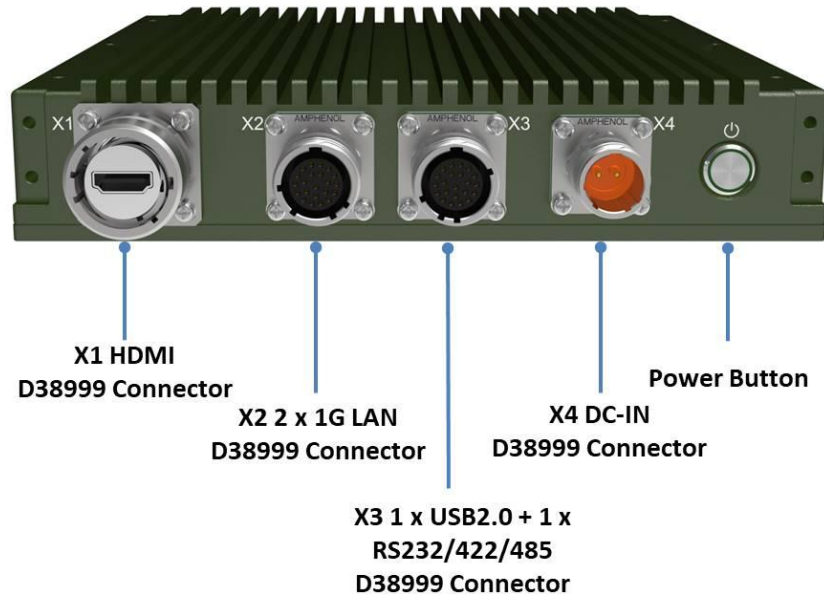 X1
X2
AMPHENOL
AMPHENOL
X3
AMPHENOL
X4
X1 HDMI
D38999 Connector
X2 2 x 1G LAN
D38999 Connector
X3 1 x USB2.0 + 1 x
RS232/422/485
D38999 Connector
X4 DC-IN
D38999 Connector
Power Button